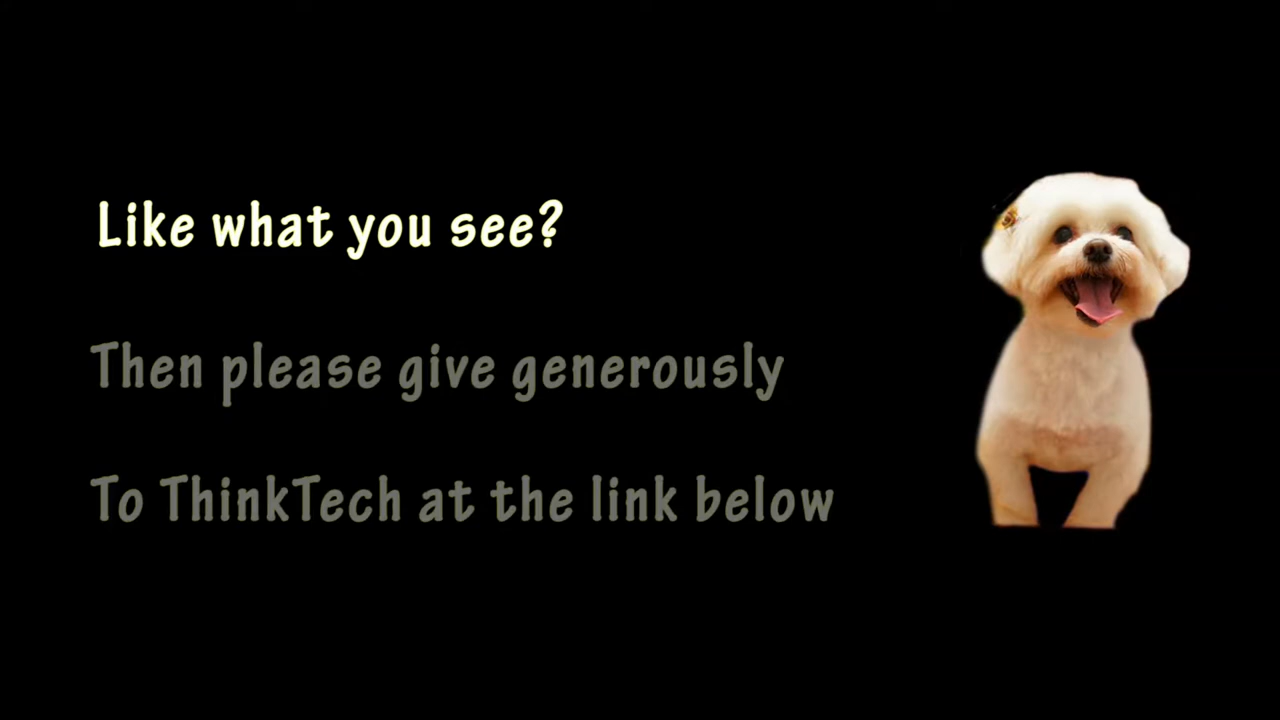 Like what you see?
Then please give generously
To ThinkTech at the link below